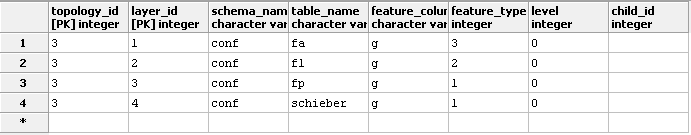 topology_id layer_id schema_nam table_name feature_colu feature_type level child_id
[PK] integer [PK] integer character var character var character var integer integer integer
1 3 1 conf fa g 3 0
2 3 2 conf fl g 2 0
3 3 3 conf fp g 1 0
4 3 4 conf schieber g 1 0
*